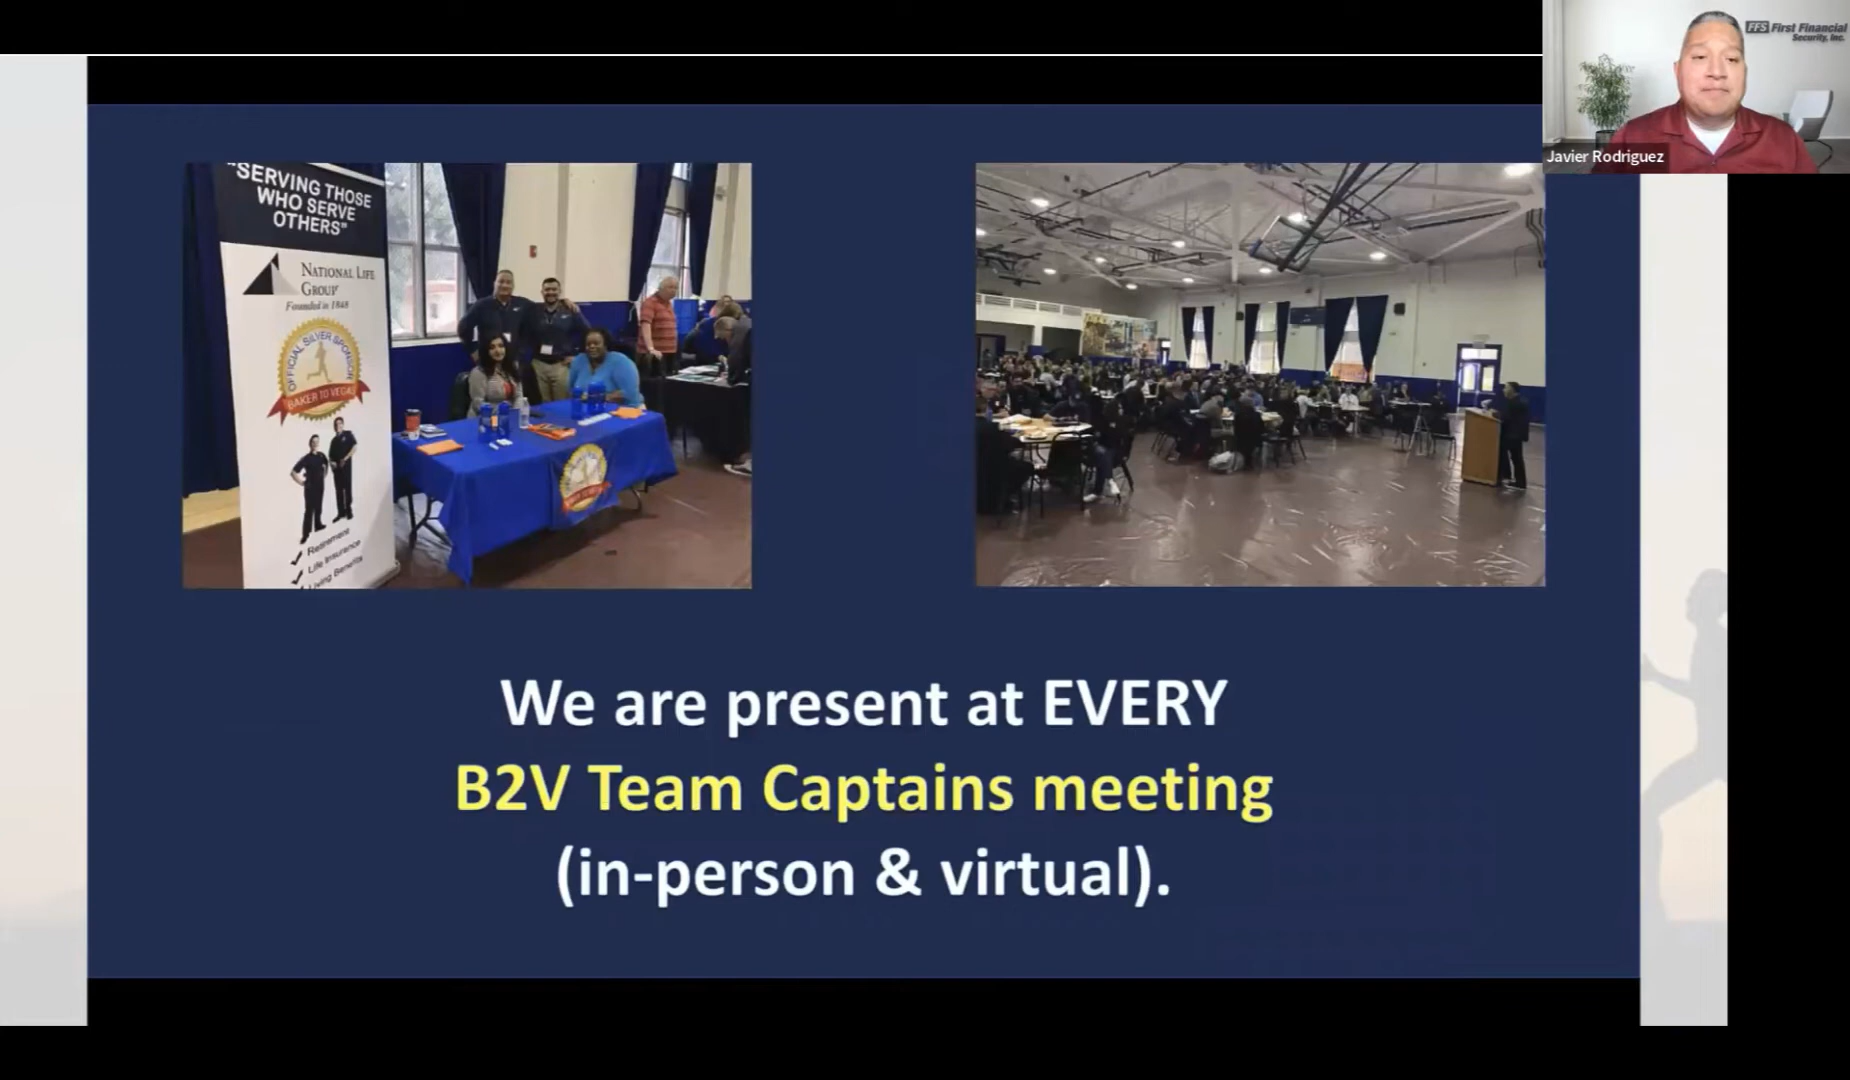 FFS First Financial
Security, Inc.
Javier Rodriguez
"SERVING THOSE
WHO SERVE
OTHERS"
NATIONAL LIFE
GROUP
Founded in 1848
OFFICIAL SILVER SPONSOR
BAKER TO VEGAS
Retirement
Life Insurance
Living Benefits
We are present at EVERY
B2V Team Captains meeting
(in-person & virtual).